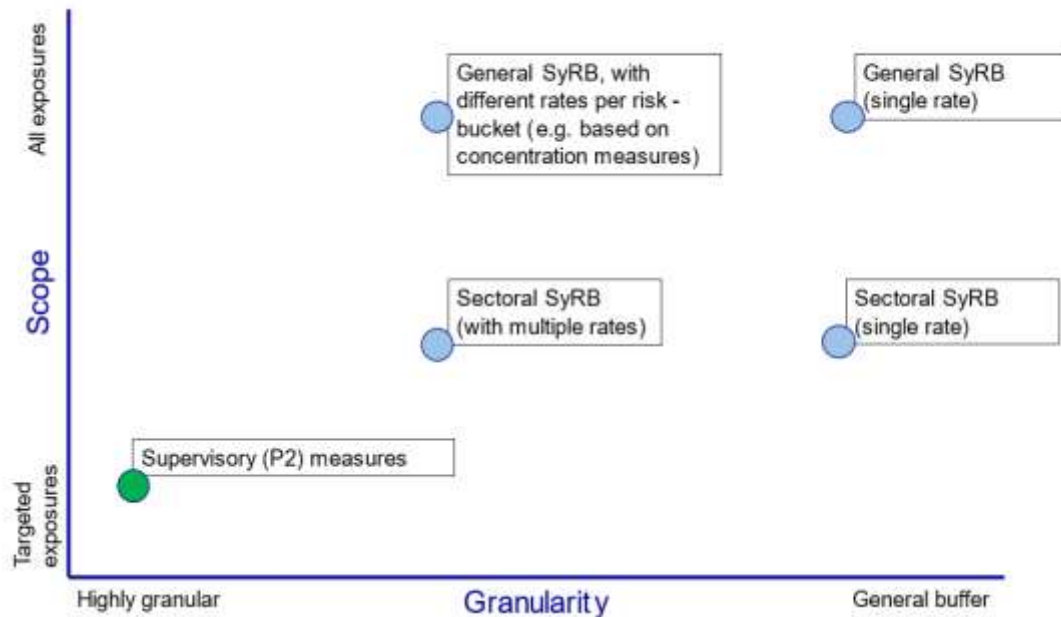 All exposures
General SyRB, with
different rates per risk -
bucket (e.g. based on
concentration measures)
General SyRB
(single rate)
Scope
Sectoral SyRB
(with multiple rates)
Sectoral SyRB
(single rate)
Supervisory (P2) measures
Targeted
exposures
Highly granular
Granularity
General buffer